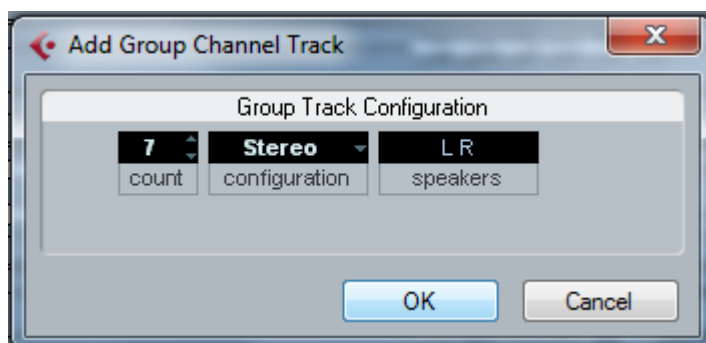 Add Group Channel Track
Group Track Configuration
7 Stereo L R
count configuration speakers
OK Cancel